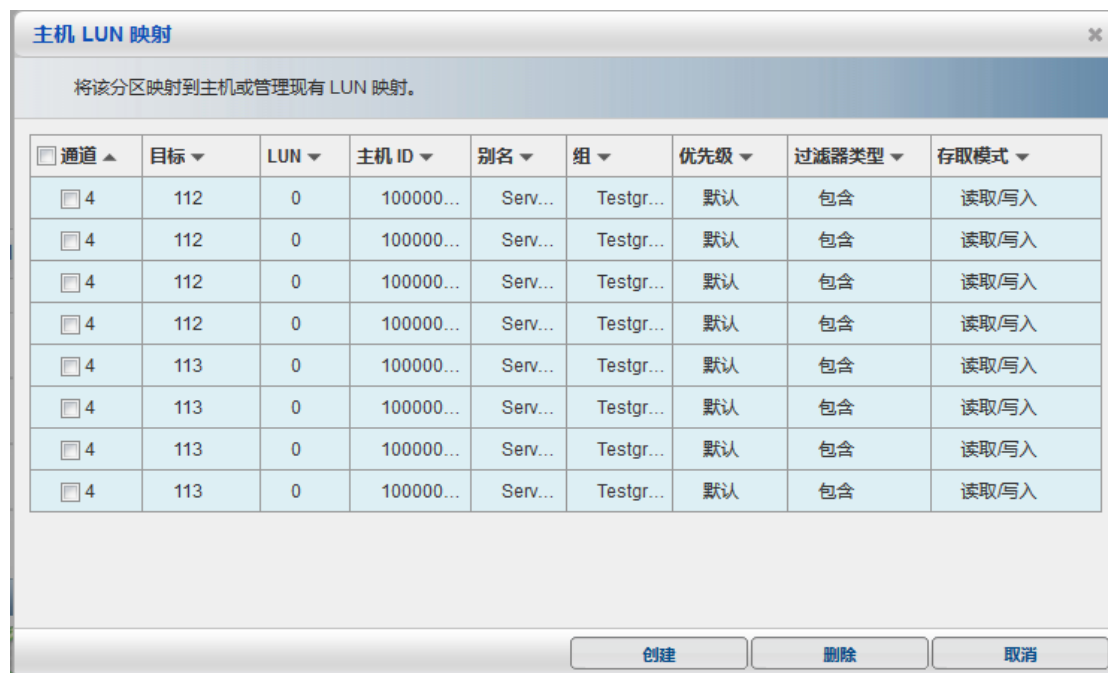 主机 LUN 映射
将该分区映射到主机或管理现有 LUN 映射。
通道 目标 LUN 主机 ID 别名 组 优先级 过滤器类型 存取模式
4 112 0 100000... Serv... Testgr... 默认 包含 读取/写入
4 112 0 100000... Serv... Testgr... 默认 包含 读取/写入
4 112 0 100000... Serv... Testgr... 默认 包含 读取/写入
4 112 0 100000... Serv... Testgr... 默认 包含 读取/写入
4 113 0 100000... Serv... Testgr... 默认 包含 读取/写入
4 113 0 100000... Serv... Testgr... 默认 包含 读取/写入
4 113 0 100000... Serv... Testgr... 默认 包含 读取/写入
4 113 0 100000... Serv... Testgr... 默认 包含 读取/写入
创建 删除 取消